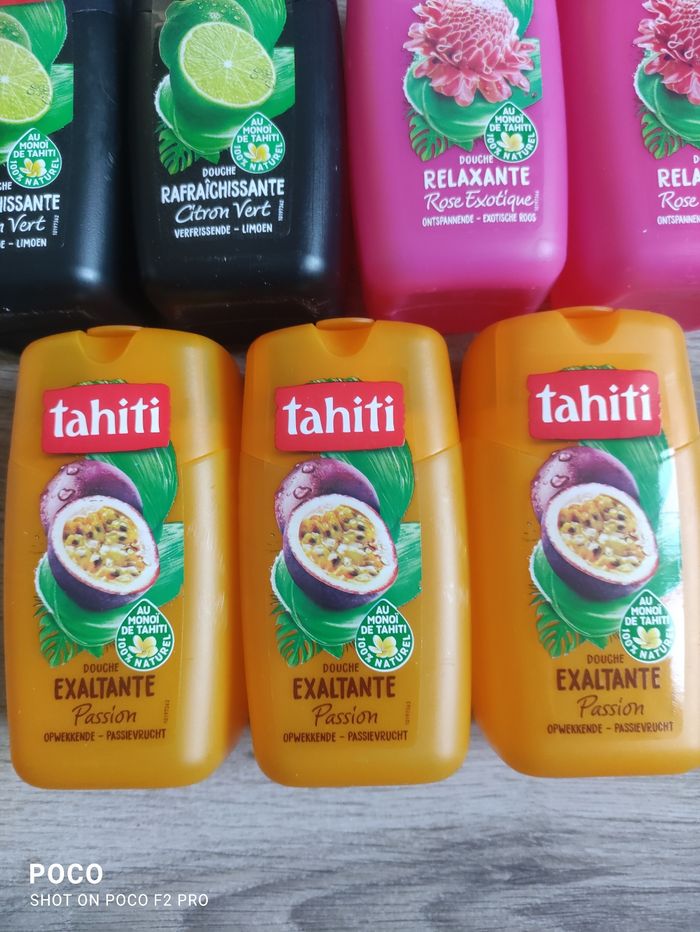 AU
MONOÏ
DE TAHITI
100% NATUREL
CHE
HISSANTE
n Vert
DE - LIMOEN
AU
MONOÏ
DE TAHITI
100% NATUREL
DOUCHE
RAFRAÎCHISSANTE
Citron Vert
VERFRISSENDE - LIMOEN
AU
MONOÏ
DE TAHITI
100% NATUREL
DOUCHE
RELAXANTE
Rose Exotique
ONTSPANNENDE - EXOTISCHE ROOS
RELA
Rose
ONTSPANNEN
tahiti
AU
MONOÏ
DE TAHITI
100% NATUREL
DOUCHE
EXALTANTE
Passion
OPWEKKENDE - PASSIEVRUCHT
tahiti
AU
MONOÏ
DE TAHITI
100% NATUREL
DOUCHE
EXALTANTE
Passion
OPWEKKENDE - PASSIEVRUCHT
tahiti
AU
MONOÏ
DE TAHITI
100% NATUREL
DOUCHE
EXALTANTE
Passion
OPWEKKENDE - PASSIEVRUCHT
POCO
SHOT ON POCO F2 PRO